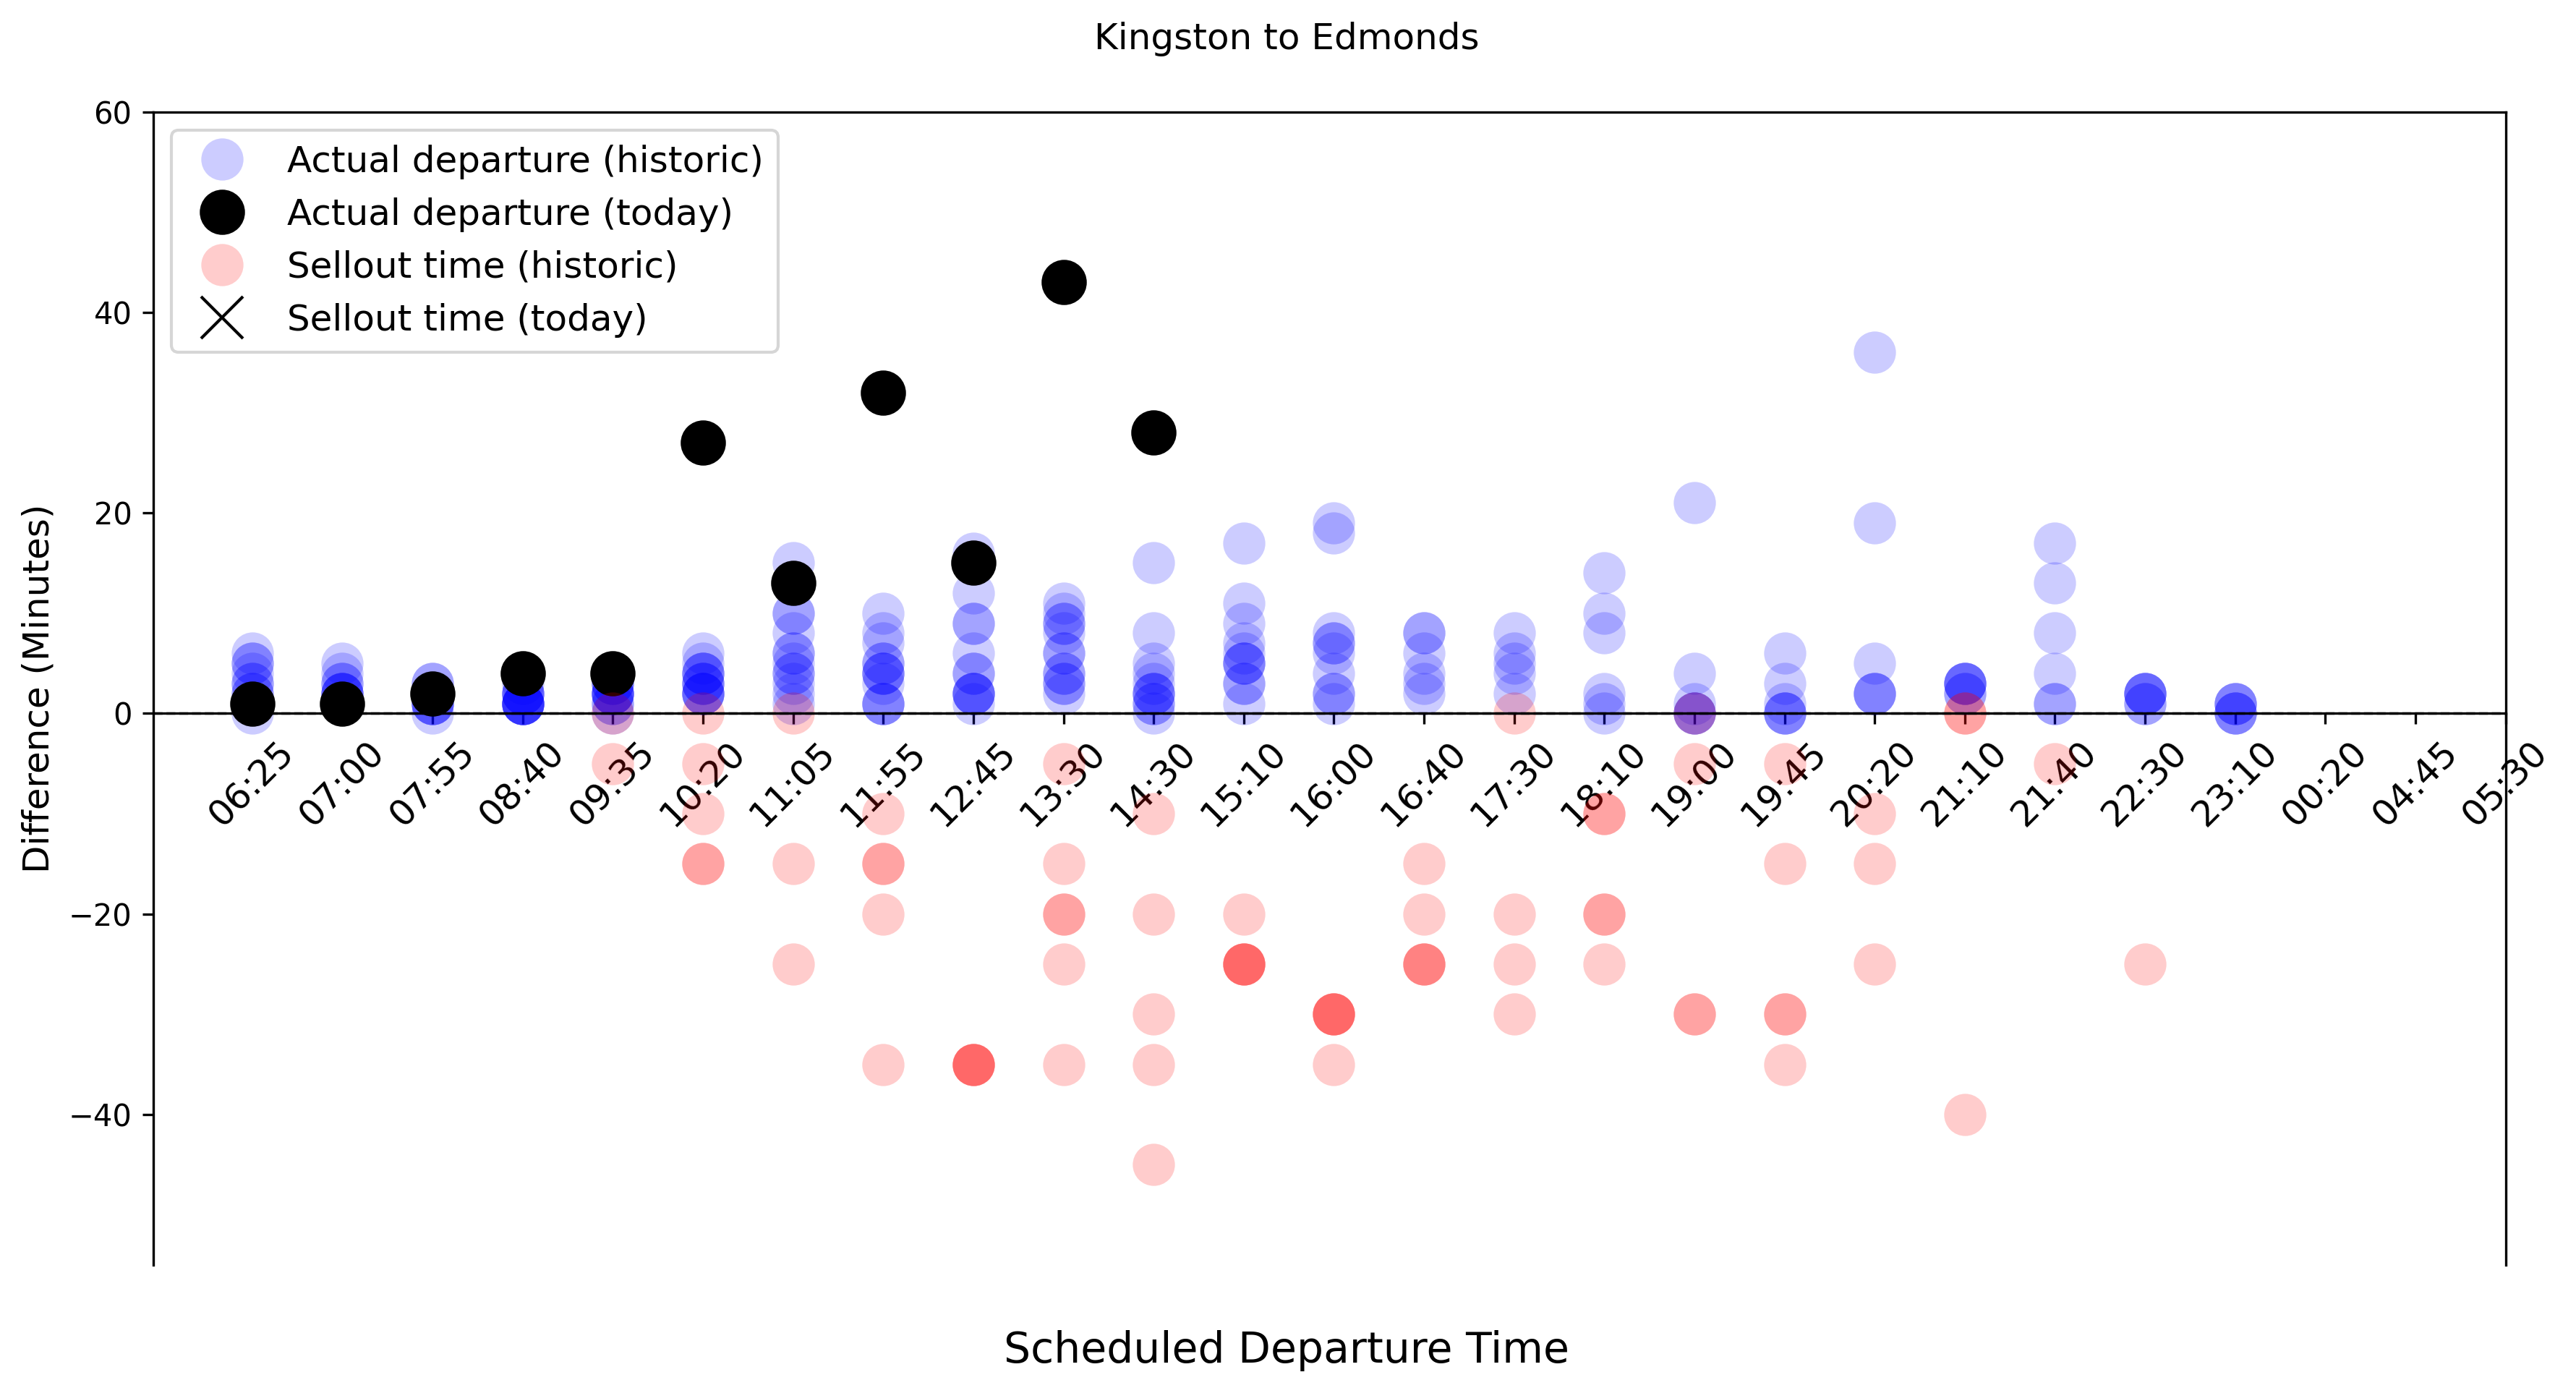 Kingston to Edmonds
Actual departure (historic)
Actual departure (today)
Sellout time (historic)
Sellout time (today)
Difference (Minutes)
60
40
20
0
−20
−40
06:25 07:00 07:55 08:40 09:35 10:20 11:05 11:55 12:45 13:30 14:30 15:10 16:00 16:40 17:30 18:10 19:00 19:45 20:20 21:10 21:40 22:30 23:10 00:20 04:45 05:30
Scheduled Departure Time